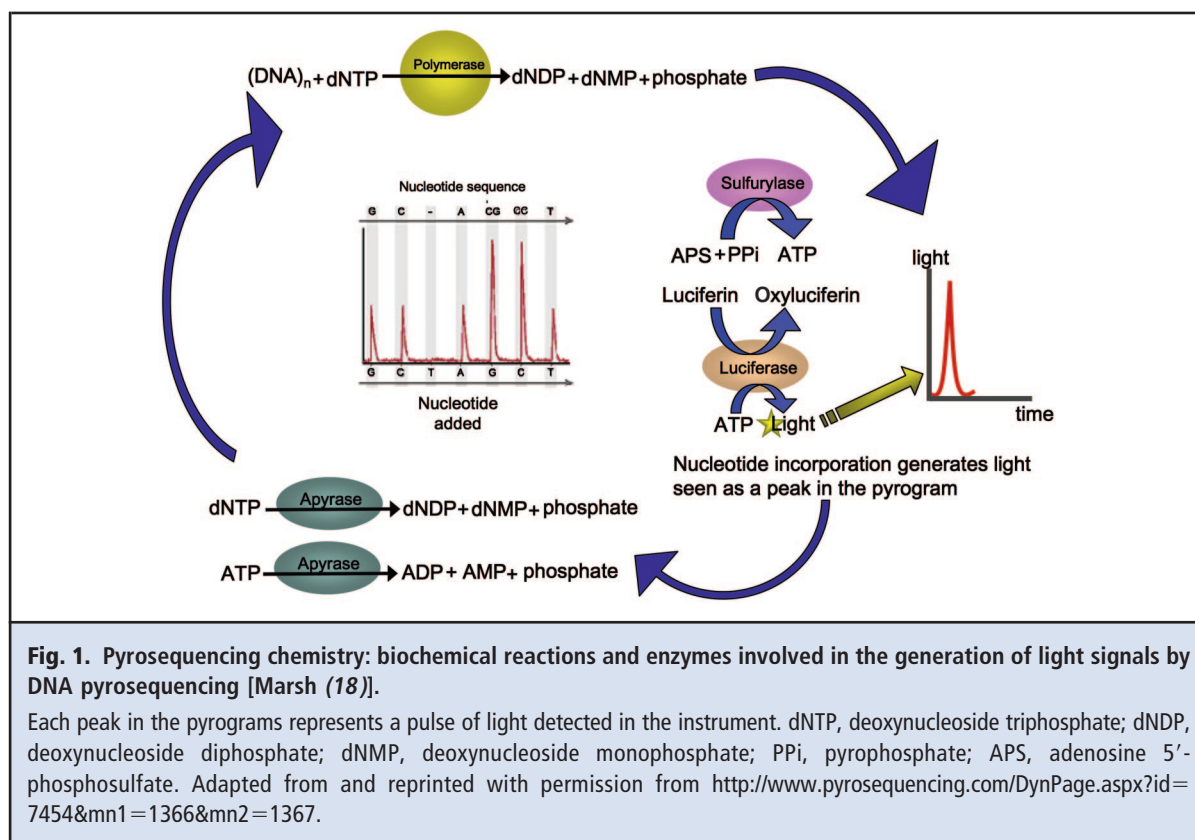 Polymerase
(DNA)n+dNTP dNDP+dNMP+phosphate
Nucleotide sequence
G C - A CG CC T
G C T A G C T
Nucleotide
added
Sulfurylase
APS+PPi ATP
Luciferin Oxyluciferin
Luciferase
ATP Light
light
time
Nucleotide incorporation generates light
seen as a peak in the pyrogram
dNTP Apyrase dNDP+dNMP+phosphate
ATP Apyrase ADP+ AMP+ phosphate
Fig. 1. Pyrosequencing chemistry: biochemical reactions and enzymes involved in the generation of light signals by
DNA pyrosequencing [Marsh (18)].
Each peak in the pyrograms represents a pulse of light detected in the instrument. dNTP, deoxynucleoside triphosphate; dNDP,
deoxynucleoside diphosphate; dNMP, deoxynucleoside monophosphate; PPi, pyrophosphate; APS, adenosine 5′-
phosphosulfate. Adapted from and reprinted with permission from http://www.pyrosequencing.com/DynPage.aspx?id=
7454&mn1=1366&mn2=1367.